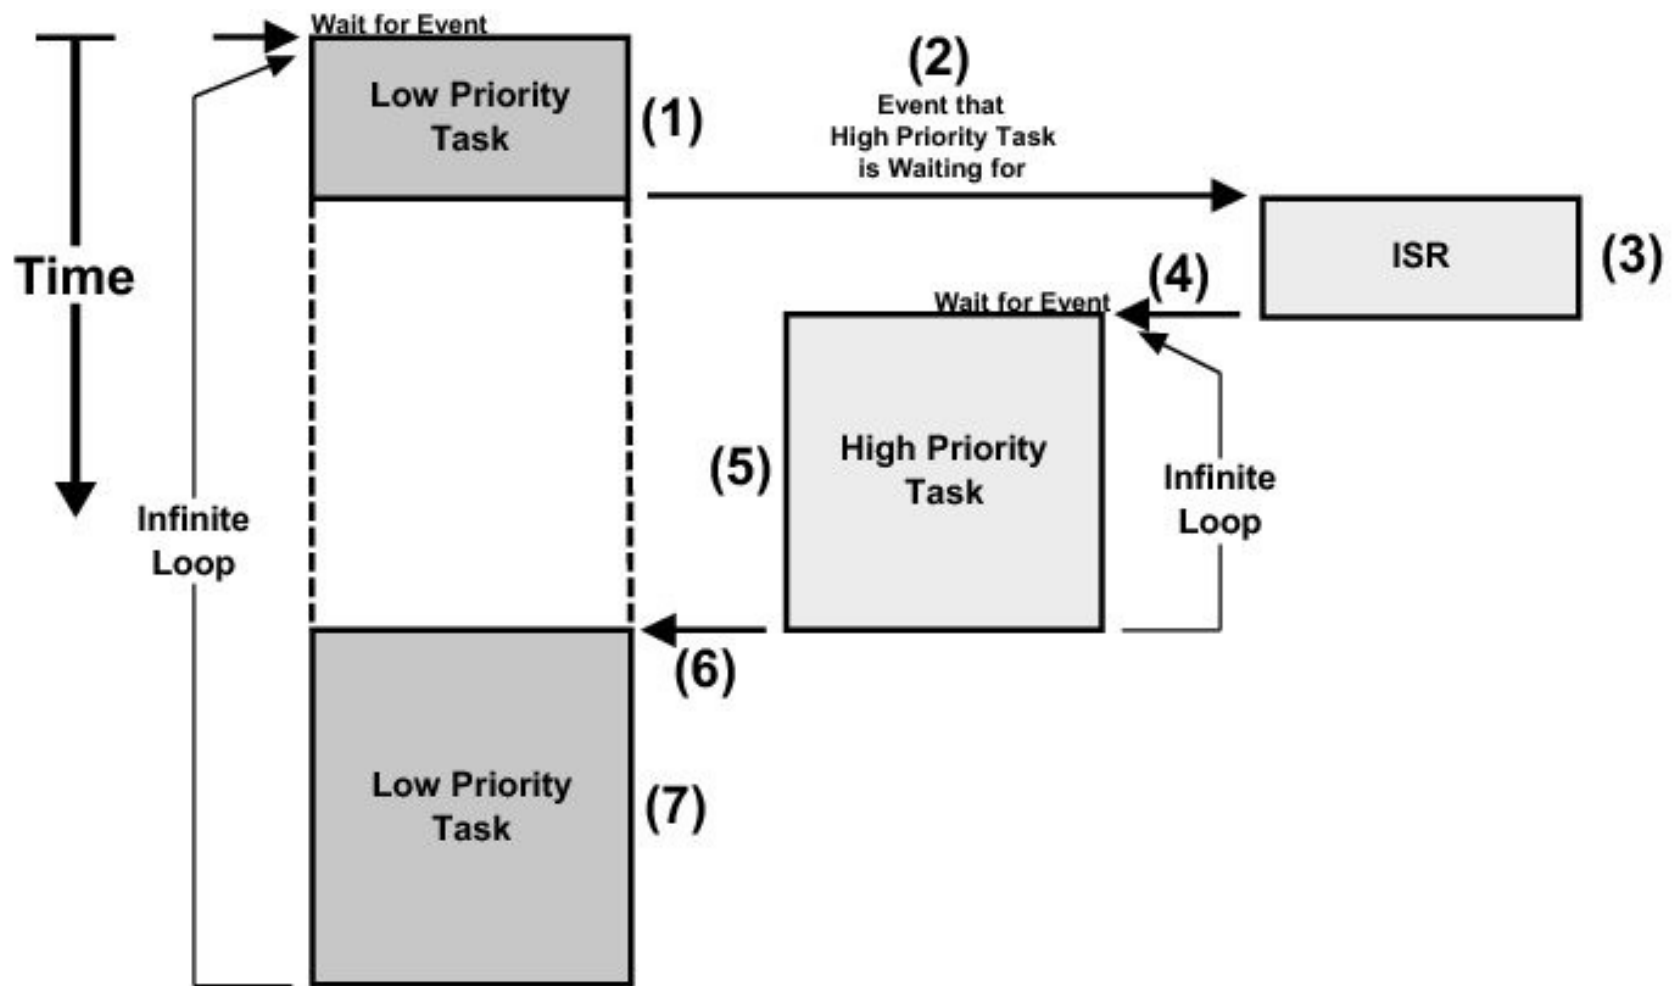 Wait for Event
Low Priority
Task
(1)
(2)
Event that
High Priority Task
is Waiting for
Time
ISR
(3)
(4)
Wait for Event
(5)
High Priority
Task
Infinite
Loop
Infinite
Loop
(6)
Low Priority
Task
(7)